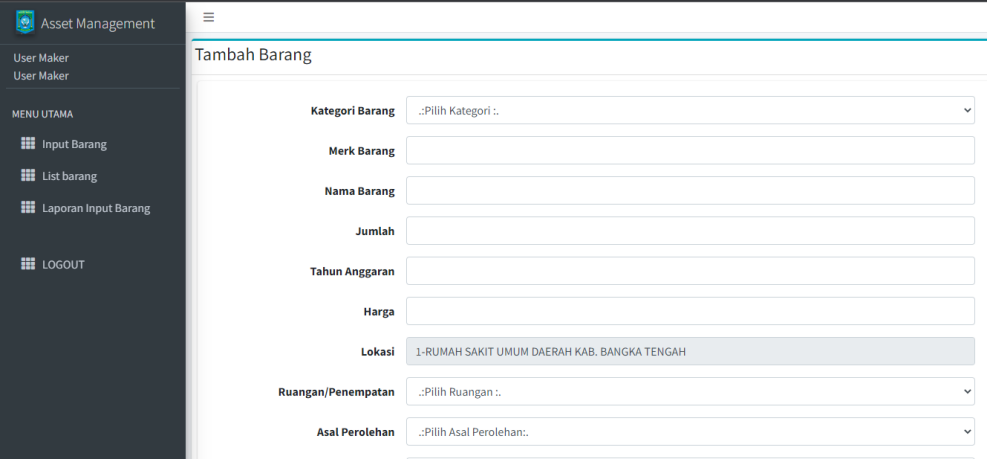 Asset Management
User Maker
User Maker
MENU UTAMA
Input Barang
List barang
Laporan Input Barang
LOGOUT
Tambah Barang
Kategori Barang .:Pilih Kategori :.
Merk Barang
Nama Barang
Jumlah
Tahun Anggaran
Harga
Lokasi 1-RUMAH SAKIT UMUM DAERAH KAB. BANGKA TENGAH
Ruangan/Penempatan .:Pilih Ruangan :.
Asal Perolehan .:Pilih Asal Perolehan:.